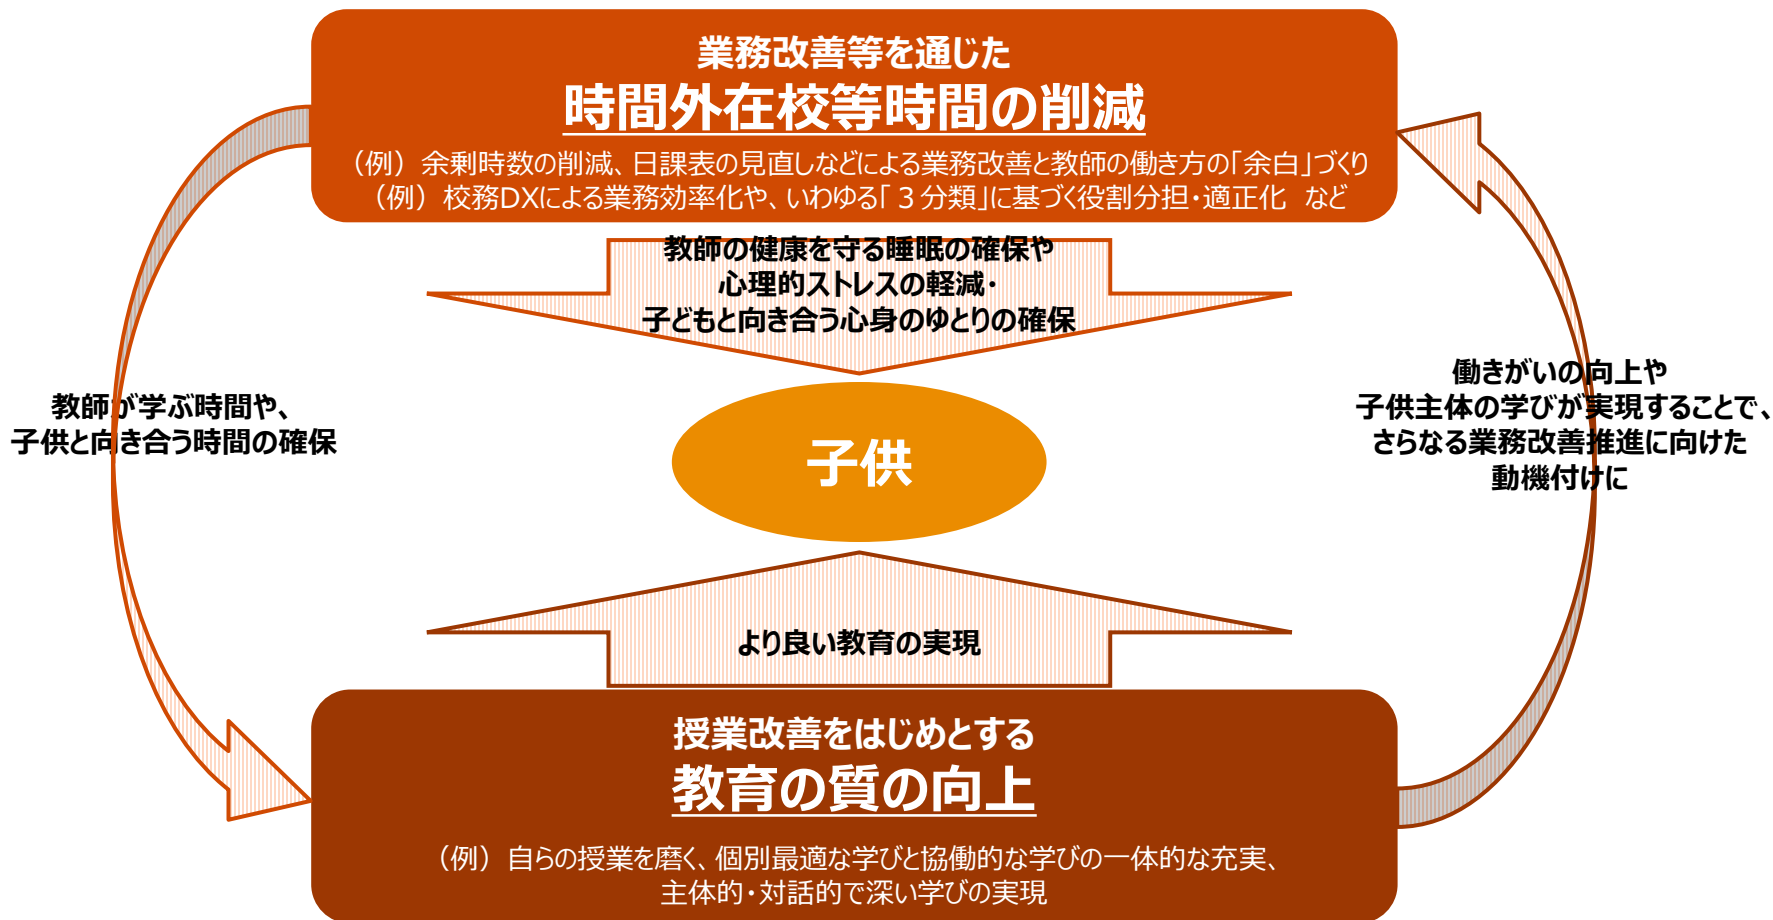 業務改善等を通じた
時間外在校等時間の削減
（例）余剰時数の削減、日課表の見直しなどによる業務改善と教師の働き方の「余白」づくり
（例）校務DXによる業務効率化や、いわゆる「３分類」に基づく役割分担・適正化　など
教師の健康を守る睡眠の確保や
心理的ストレスの軽減・
子どもと向き合う心身のゆとりの確保
教師が学ぶ時間や、
子供と向き合う時間の確保
子供
働きがいの向上や
子供主体の学びが実現することで、
さらなる業務改善推進に向けた
動機付けに
より良い教育の実現
授業改善をはじめとする
教育の質の向上
（例）自らの授業を磨く、個別最適な学びと協働的な学びの一体的な充実、
主体的・対話的で深い学びの実現